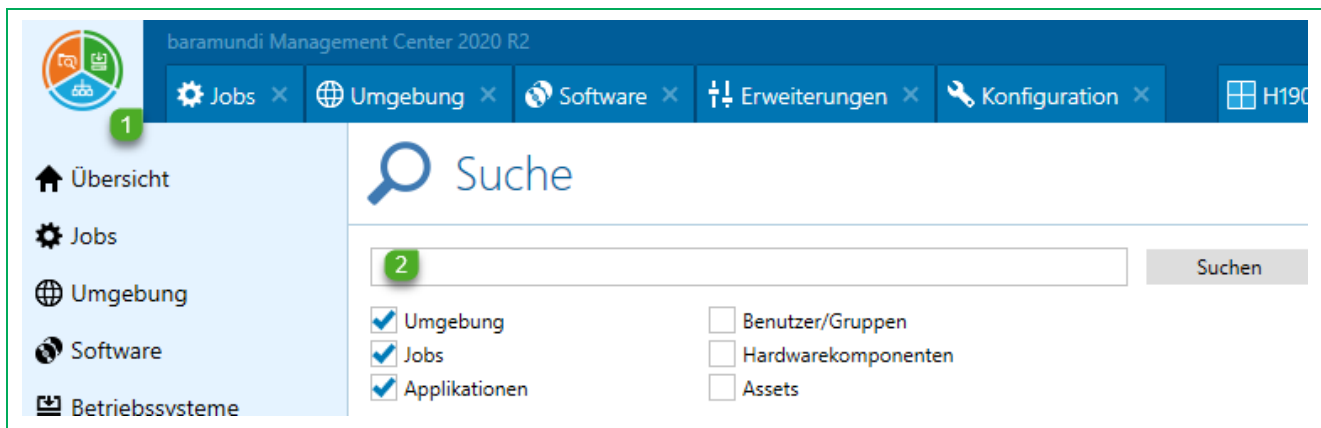 baramundi Management Center 2020 R2
Jobs × Umgebung × Software × Erweiterungen × Konfiguration ×
1
Übersicht
Suche
Jobs
2 Suchen
Umgebung
Umgebung Benutzer/Gruppen
Software
Jobs Hardwarekomponenten
Applikationen Assets
Betriebssysteme